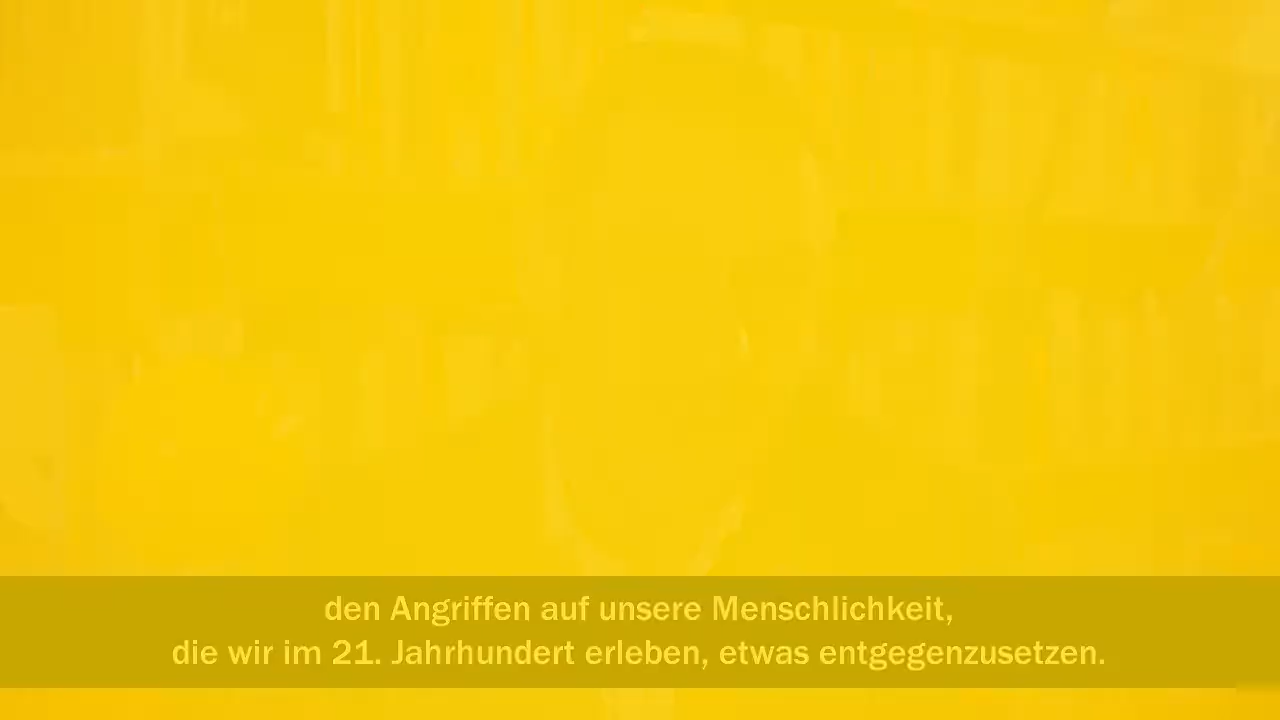 den Angriffen auf unsere Menschlichkeit,
die wir im 21. Jahrhundert erleben, etwas entgegenzusetzen.